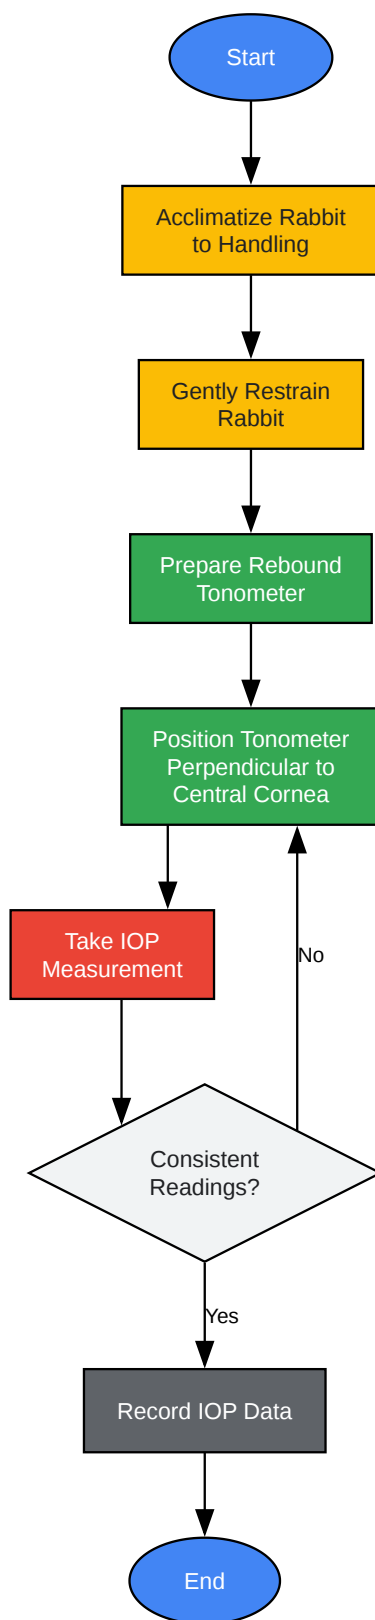 Start
Acclimatize Rabbit
to Handling
Gently Restrain
Rabbit
Prepare Rebound
Tonometer
Position Tonometer
Perpendicular to
Central Cornea
Take IOP
Measurement
No
Consistent
Readings?
Yes
Record IOP Data
End